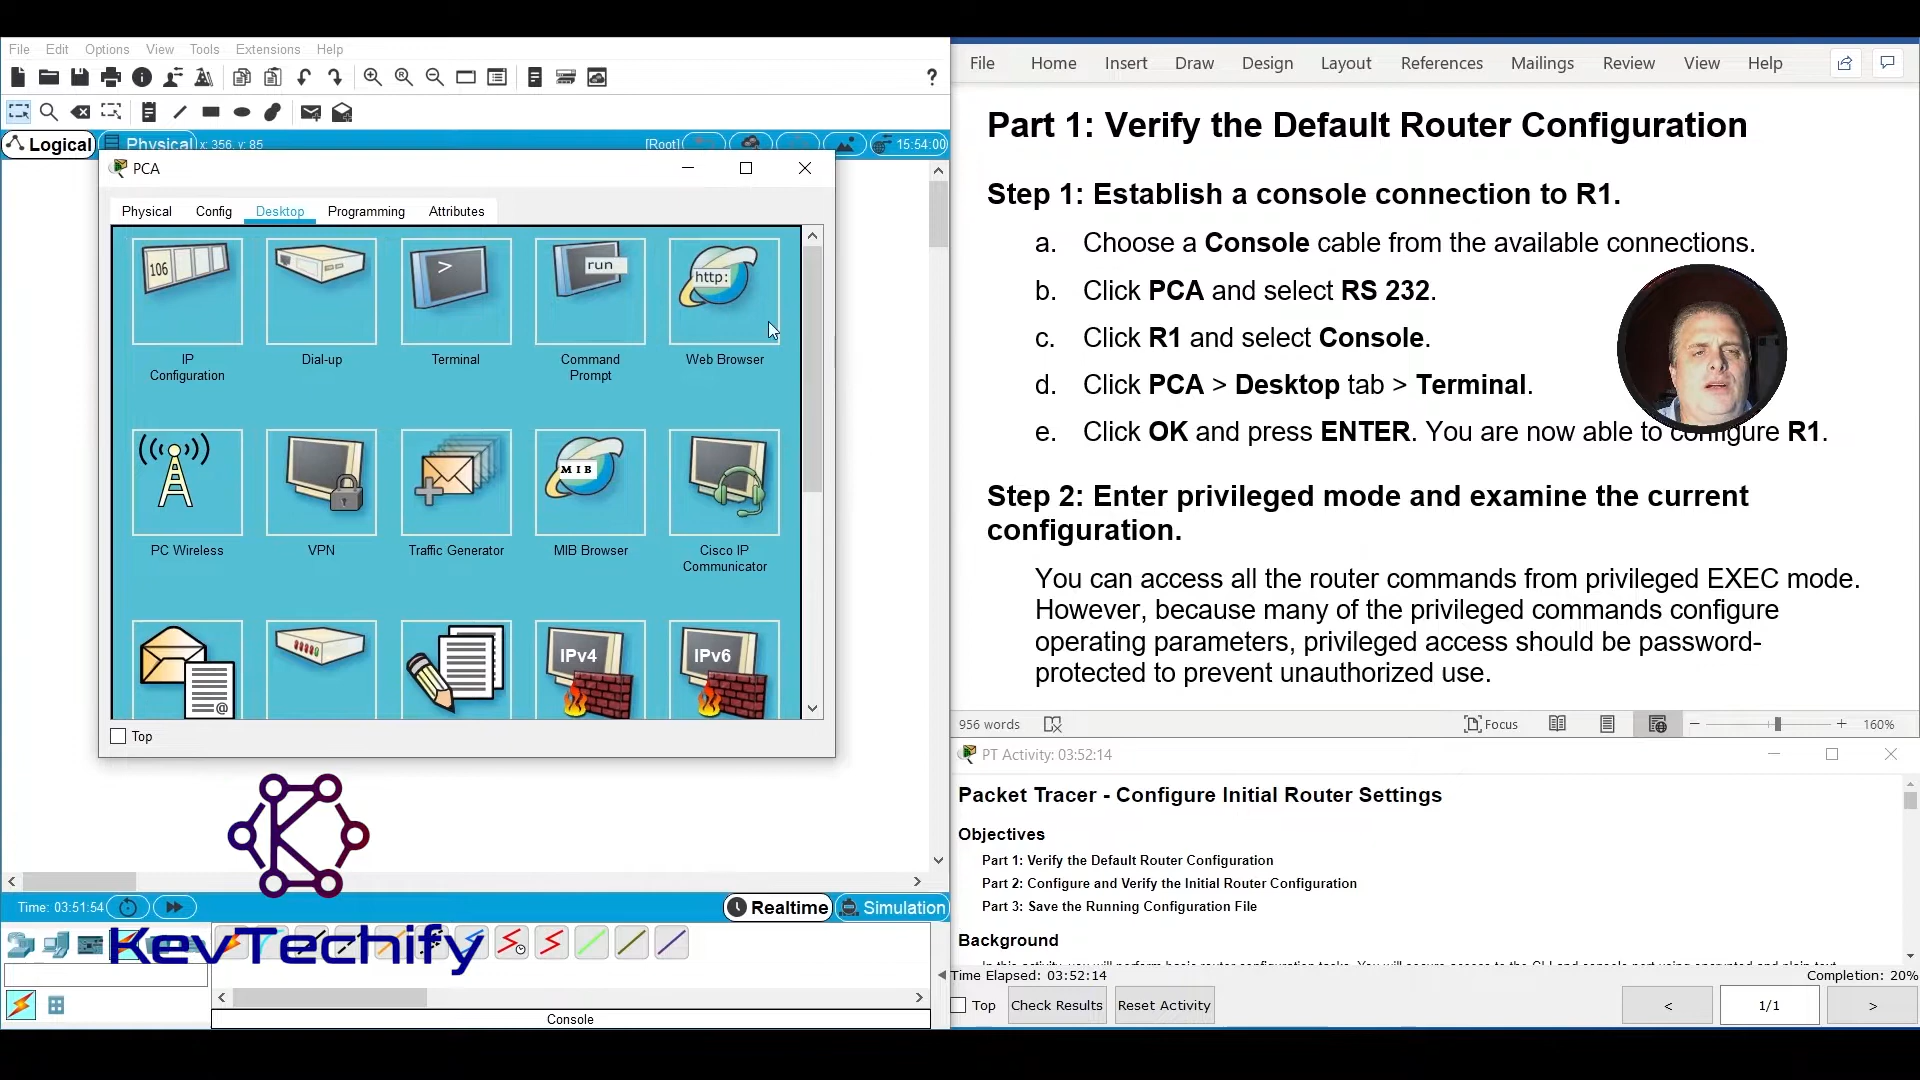 File Edit Options View Tools Extensions Help
Logical
Physical x: 356, y: 85
[Root]
15:54:00
PCA
Physical Config Desktop Programming Attributes
106
>
run
http:
IP Configuration
Dial-up
Terminal
Command Prompt
Web Browser
MIB
PC Wireless
VPN
Traffic Generator
MIB Browser
Cisco IP Communicator
@
IPv4
IPv6
Top
Time: 03:51:54
Realtime
Simulation
KevTechify
Console
File Home Insert Draw Design Layout References Mailings Review View Help
Part 1: Verify the Default Router Configuration
Step 1: Establish a console connection to R1.
a. Choose a Console cable from the available connections.
b. Click PCA and select RS 232.
c. Click R1 and select Console.
d. Click PCA > Desktop tab > Terminal.
e. Click OK and press ENTER. You are now able to configure R1.
Step 2: Enter privileged mode and examine the current
configuration.
You can access all the router commands from privileged EXEC mode.
However, because many of the privileged commands configure
operating parameters, privileged access should be password-
protected to prevent unauthorized use.
956 words
Focus
160%
PT Activity: 03:52:14
Packet Tracer - Configure Initial Router Settings
Objectives
Part 1: Verify the Default Router Configuration
Part 2: Configure and Verify the Initial Router Configuration
Part 3: Save the Running Configuration File
Background
Time Elapsed: 03:52:14
Completion: 20%
Top
Check Results
Reset Activity
<
1/1
>